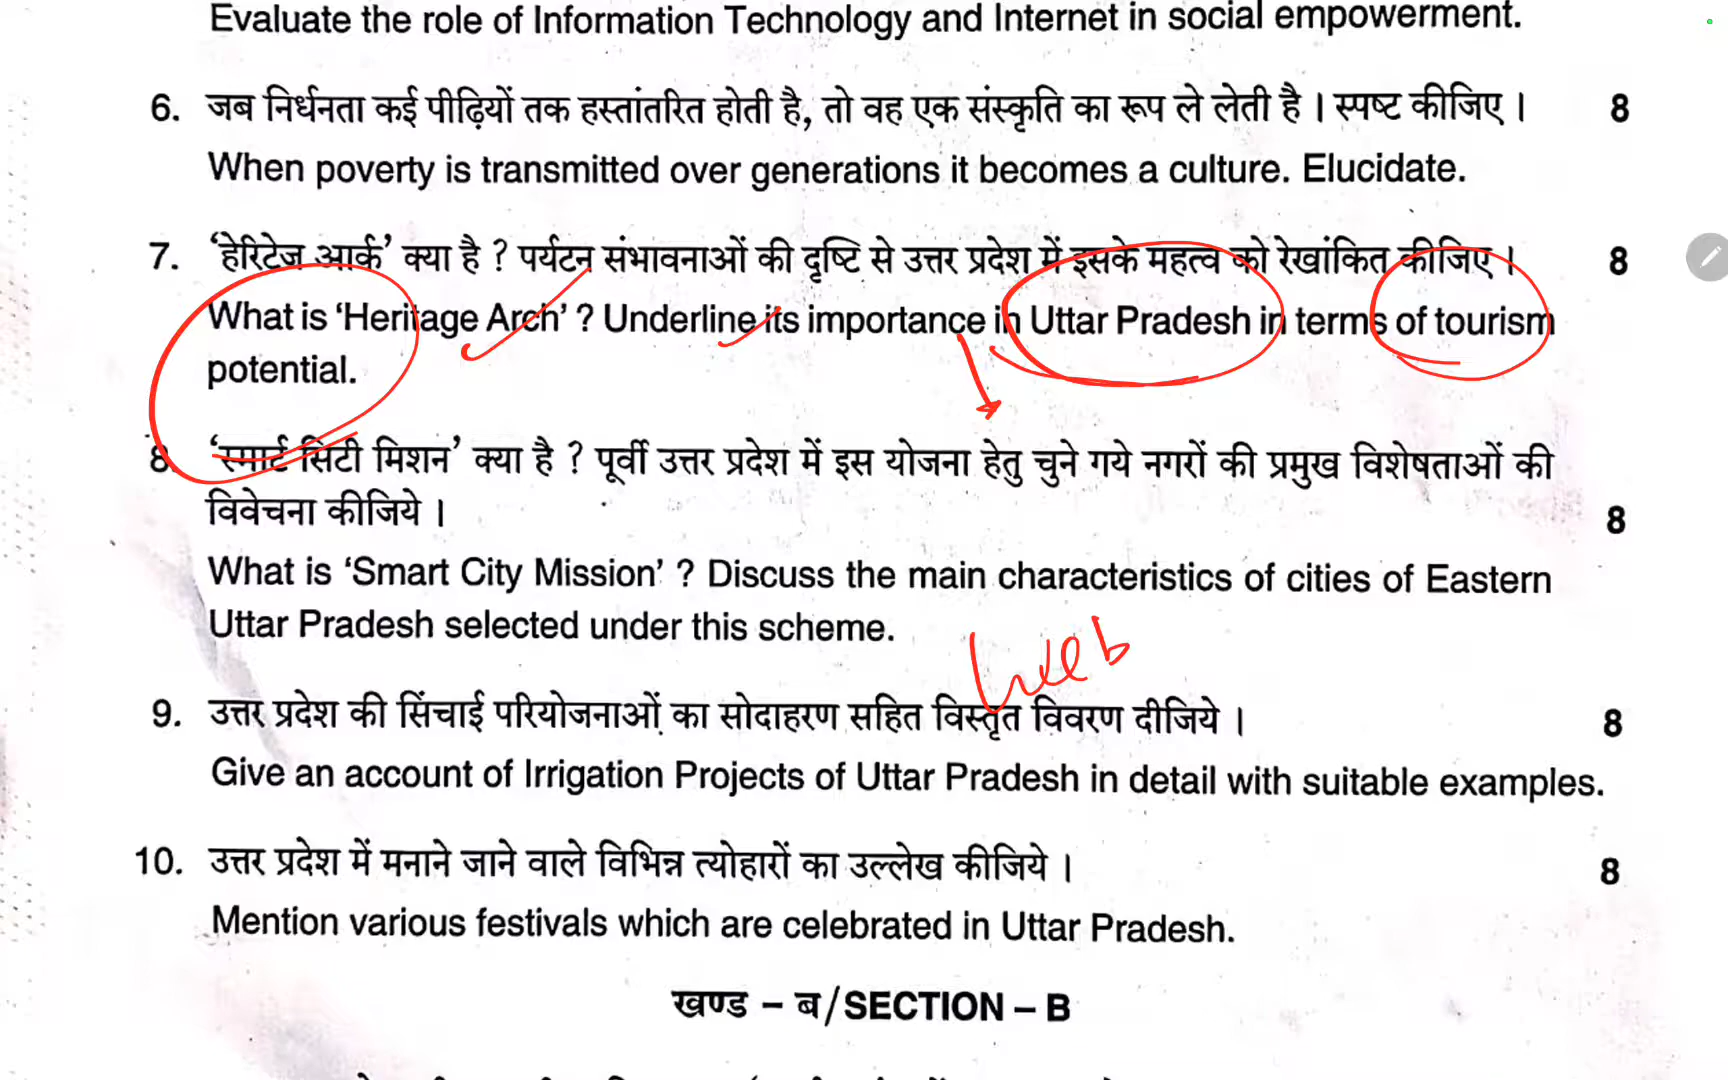 Evaluate the role of Information Technology and Internet in social empowerment.
6. जब निर्धनता कई पीढ़ियों तक हस्तांतरित होती है, तो वह एक संस्कृति का रूप ले लेती है । स्पष्ट कीजिए । 8
When poverty is transmitted over generations it becomes a culture. Elucidate.
7. ‘हेरिटेज आर्क’ क्या है ? पर्यटन संभावनाओं की दृष्टि से उत्तर प्रदेश में इसके महत्व को रेखांकित कीजिए । 8
What is ‘Heritage Arch’ ? Underline its importance in Uttar Pradesh in terms of tourism
potential.
8. ‘स्मार्ट सिटी मिशन’ क्या है ? पूर्वी उत्तर प्रदेश में इस योजना हेतु चुने गये नगरों की प्रमुख विशेषताओं की
विवेचना कीजिये । 8
What is ‘Smart City Mission’ ? Discuss the main characteristics of cities of Eastern
Uttar Pradesh selected under this scheme.
9. उत्तर प्रदेश की सिंचाई परियोजनाओं का सोदाहरण सहित विस्तृत विवरण दीजिये । 8
Give an account of Irrigation Projects of Uttar Pradesh in detail with suitable examples.
10. उत्तर प्रदेश में मनाने जाने वाले विभिन्न त्योहारों का उल्लेख कीजिये । 8
Mention various festivals which are celebrated in Uttar Pradesh.
खण्ड – ब/SECTION – B